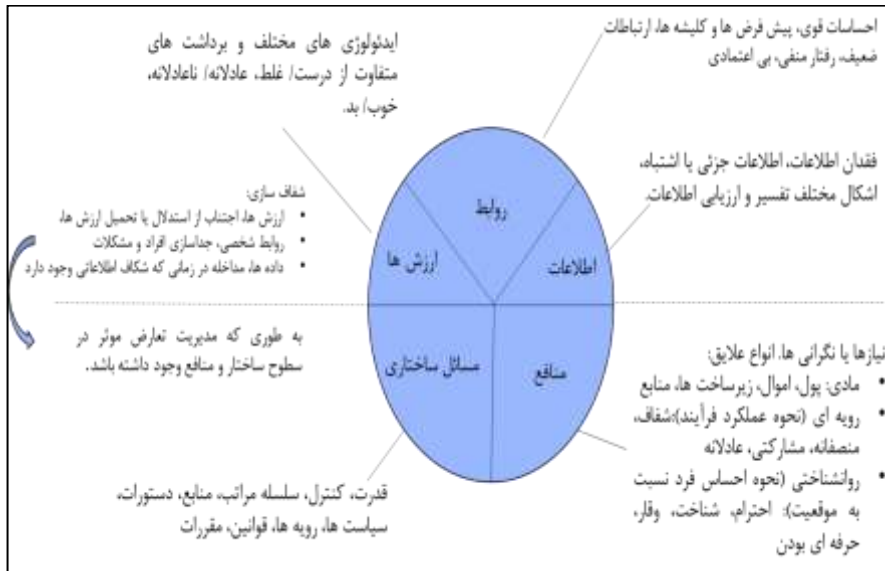 احساسات قوی، پیش فرض ها و کلیشه ها، ارتباطات
ضعیف، رفتار منفی، بی اعتمادی
ایدئولوژی های مختلف و برداشت های
متفاوت از درست/ غلط، عادلانه/ ناعادلانه،
خوب/ بد.
فقدان اطلاعات، اطلاعات جزئی یا اشتباه،
اشکال مختلف تفسیر و ارزیابی اطلاعات.
روابط
اطلاعات
ارزش ها
شفاف سازی:
• ارزش ها، اجتناب از استدلال یا تحمیل ارزش ها،
• روابط شخصی، جداسازی افراد و مشکلات
• داده ها، مداخله در زمانی که شکاف اطلاعاتی وجود دارد
به طوری که مدیریت تعارض موثر در
سطوح ساختار و منافع وجود داشته باشد.
منافع
مسائل ساختاری
نیازها یا نگرانی ها. انواع علایق:
• مادی: پول، اموال، زیرساخت ها، منابع
• رویه ای (نحوه عملکرد فرآیند):شفاف،
منصفانه، مشارکتی، عادلانه
• روانشناختی (نحوه احساس فرد نسبت
به موقعیت): احترام، شناخت، وقار،
حرفه ای بودن
قدرت، کنترل، سلسله مراتب، منابع، دستورات،
سیاست ها، رویه ها، قوانین، مقررات